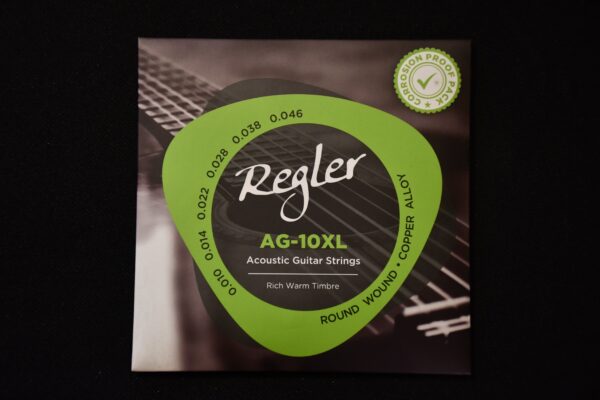 CORROSION PROOF PACK
0.010 0.014 0.022 0.028 0.038 0.046
Regler
AG-10XL
Acoustic Guitar Strings
Rich Warm Timbre
ROUND WOUND • COPPER ALLOY